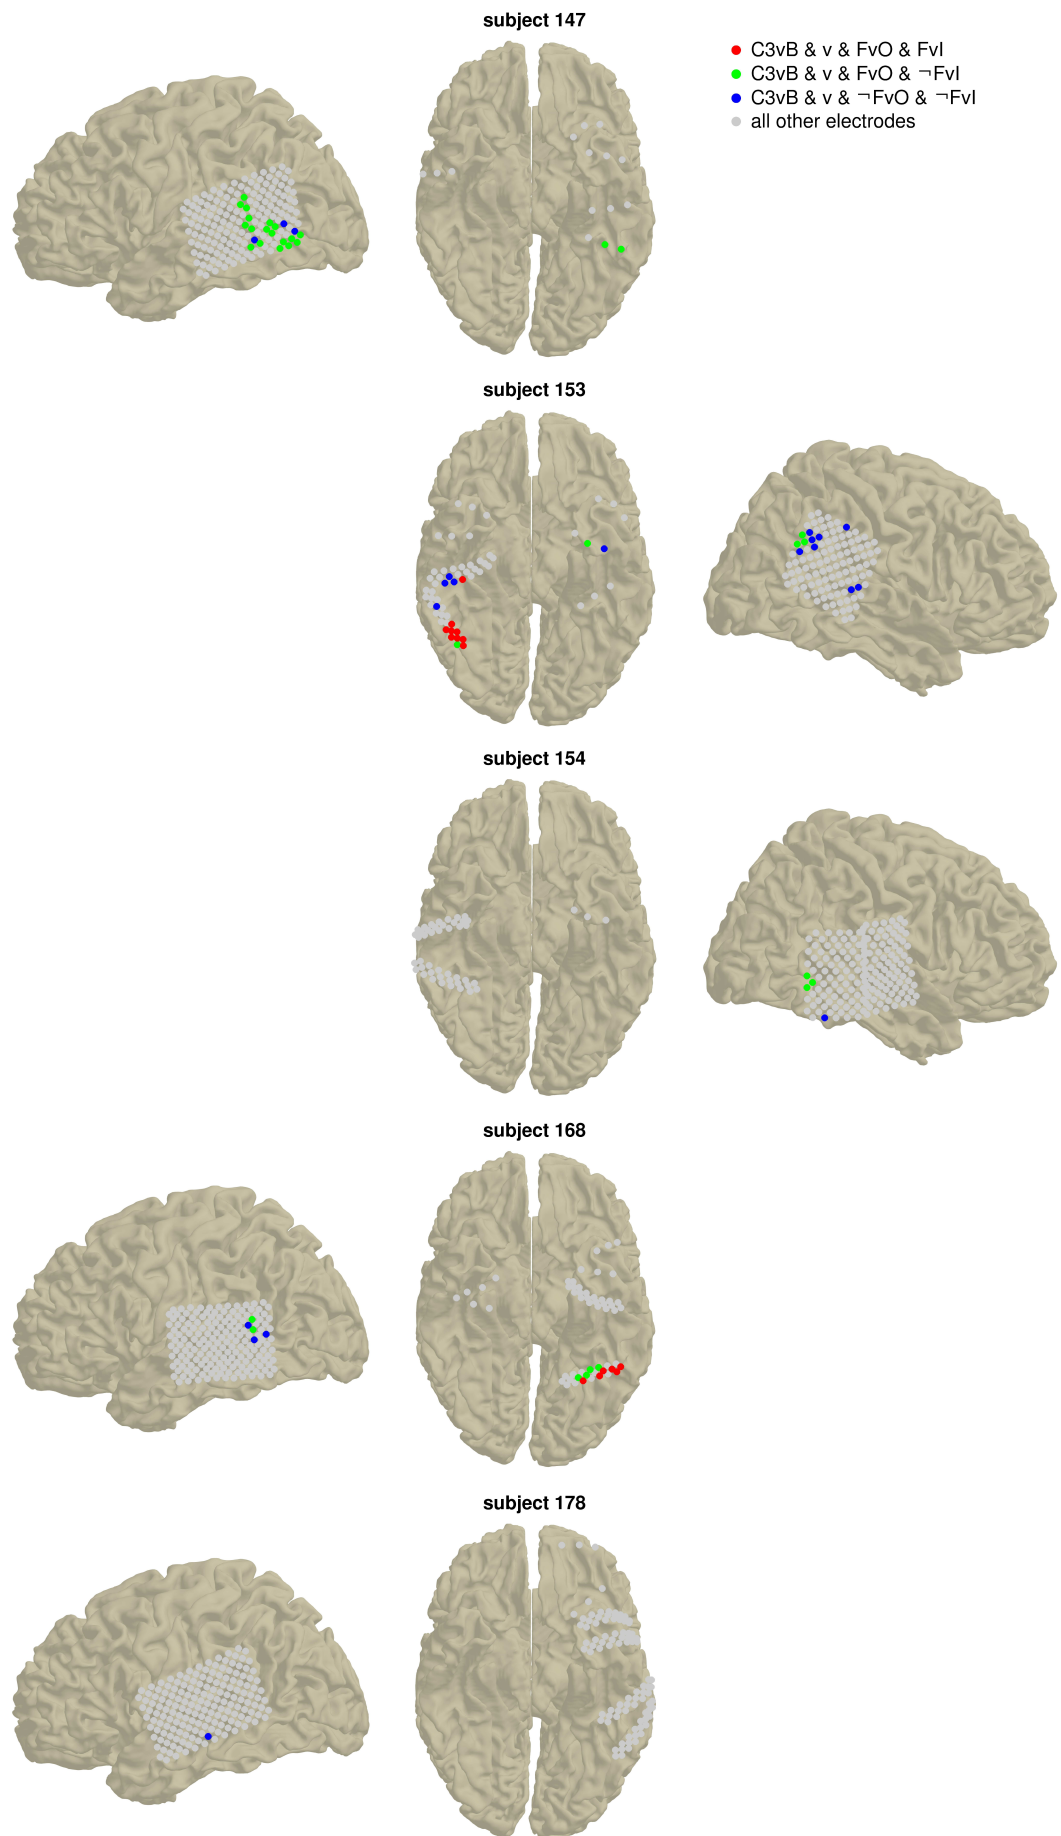 subject 147
C3vB & v & FvO & FvI
C3vB & v & FvO & ¬FvI
C3vB & v & ¬FvO & ¬FvI
all other electrodes
subject 153
subject 154
subject 168
subject 178